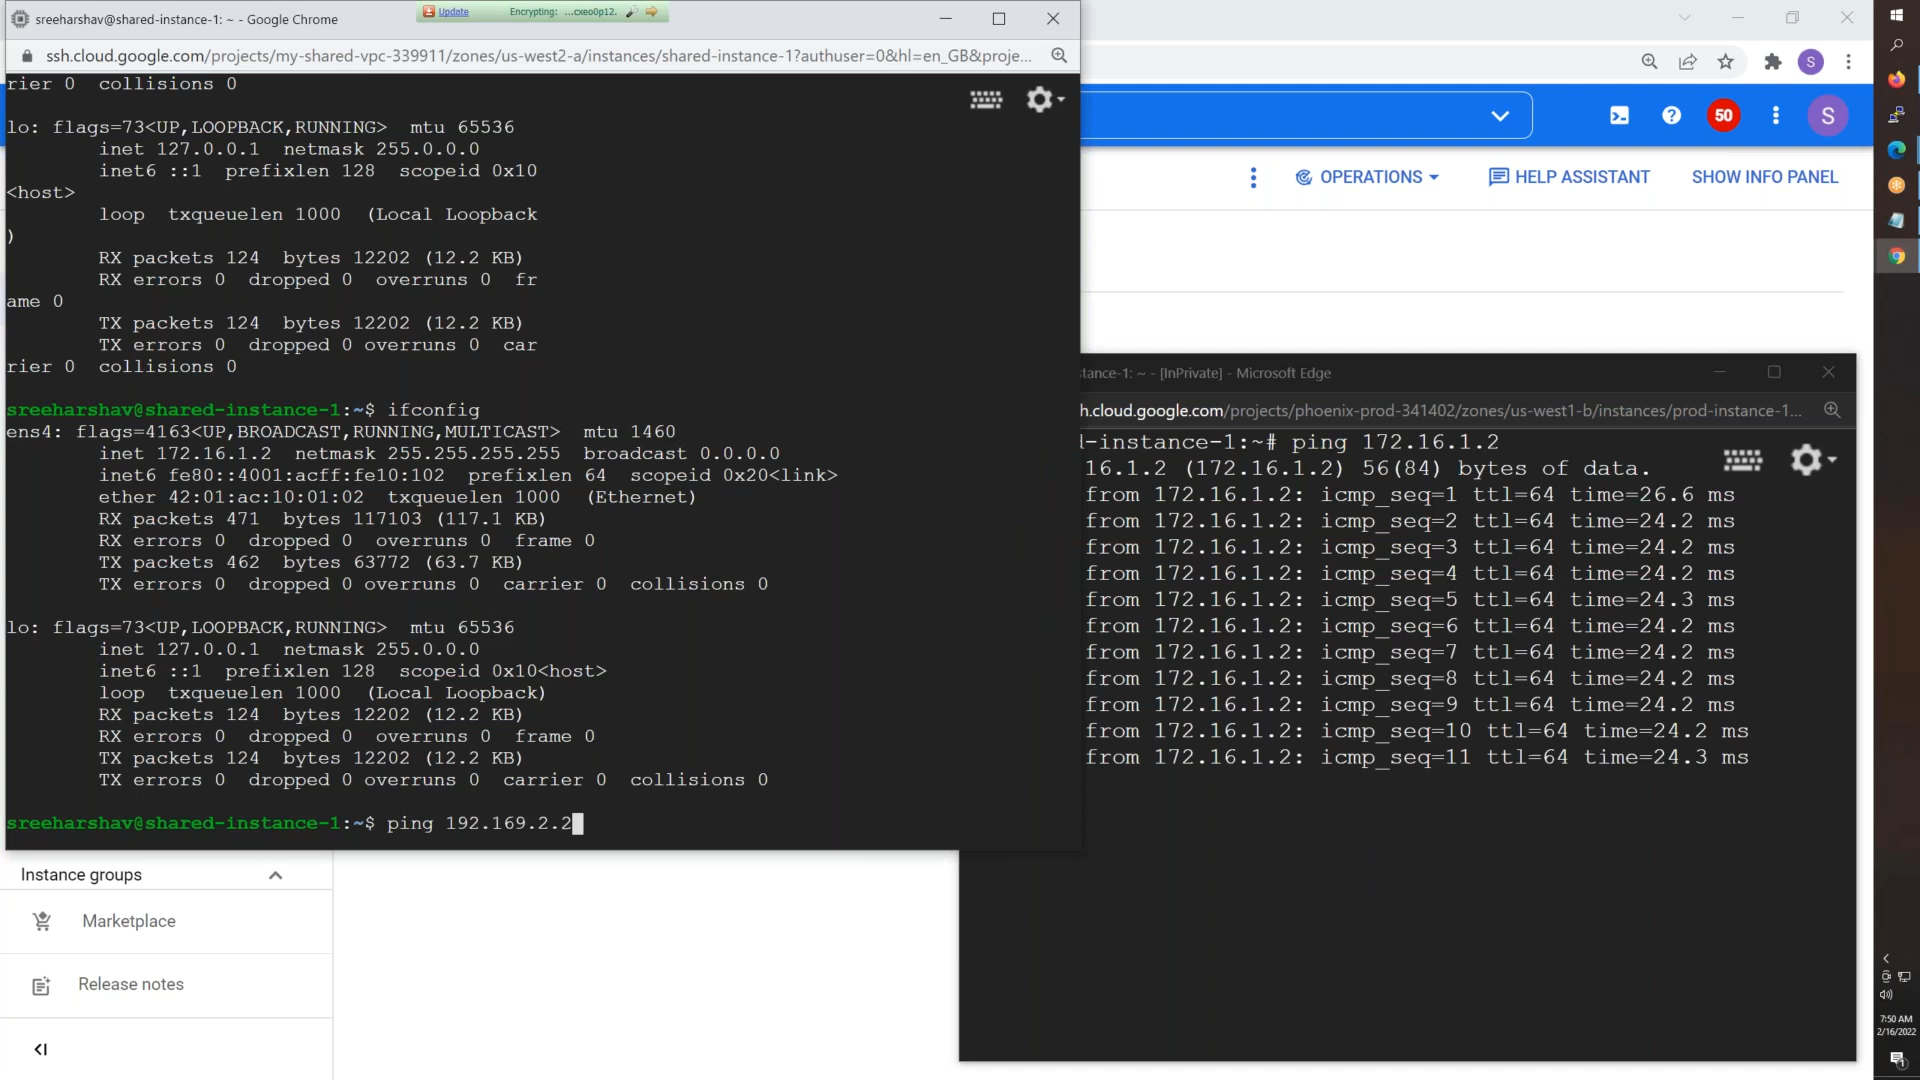 sreeharshav@shared-instance-1: ~ - Google Chrome
Update
Encrypting: ...cxeo0p12.
ssh.cloud.google.com/projects/my-shared-vpc-339911/zones/us-west2-a/instances/shared-instance-1?authuser=0&hl=en_GB&proje...
S
rier 0  collisions 0
lo: flags=73<UP,LOOPBACK,RUNNING>  mtu 65536
inet 127.0.0.1  netmask 255.0.0.0
inet6 ::1  prefixlen 128  scopeid 0x10
<host>
loop  txqueuelen 1000  (Local Loopback
)
RX packets 124  bytes 12202 (12.2 KB)
RX errors 0  dropped 0  overruns 0  fr
ame 0
TX packets 124  bytes 12202 (12.2 KB)
TX errors 0  dropped 0 overruns 0  car
rier 0  collisions 0
sreeharshav@shared-instance-1:~$ ifconfig
ens4: flags=4163<UP,BROADCAST,RUNNING,MULTICAST>  mtu 1460
inet 172.16.1.2  netmask 255.255.255.255  broadcast 0.0.0.0
inet6 fe80::4001:acff:fe10:102  prefixlen 64  scopeid 0x20<link>
ether 42:01:ac:10:01:02  txqueuelen 1000  (Ethernet)
RX packets 471  bytes 117103 (117.1 KB)
RX errors 0  dropped 0  overruns 0  frame 0
TX packets 462  bytes 63772 (63.7 KB)
TX errors 0  dropped 0 overruns 0  carrier 0  collisions 0
lo: flags=73<UP,LOOPBACK,RUNNING>  mtu 65536
inet 127.0.0.1  netmask 255.0.0.0
inet6 ::1  prefixlen 128  scopeid 0x10<host>
loop  txqueuelen 1000  (Local Loopback)
RX packets 124  bytes 12202 (12.2 KB)
RX errors 0  dropped 0  overruns 0  frame 0
TX packets 124  bytes 12202 (12.2 KB)
TX errors 0  dropped 0 overruns 0  carrier 0  collisions 0
sreeharshav@shared-instance-1:~$ ping 192.169.2.2
50
S
OPERATIONS
HELP ASSISTANT
SHOW INFO PANEL
tance-1: ~ - [InPrivate] - Microsoft Edge
h.cloud.google.com/projects/phoenix-prod-341402/zones/us-west1-b/instances/prod-instance-1...
d-instance-1:~# ping 172.16.1.2
16.1.2 (172.16.1.2) 56(84) bytes of data.
from 172.16.1.2: icmp_seq=1 ttl=64 time=26.6 ms
from 172.16.1.2: icmp_seq=2 ttl=64 time=24.2 ms
from 172.16.1.2: icmp_seq=3 ttl=64 time=24.2 ms
from 172.16.1.2: icmp_seq=4 ttl=64 time=24.2 ms
from 172.16.1.2: icmp_seq=5 ttl=64 time=24.3 ms
from 172.16.1.2: icmp_seq=6 ttl=64 time=24.2 ms
from 172.16.1.2: icmp_seq=7 ttl=64 time=24.2 ms
from 172.16.1.2: icmp_seq=8 ttl=64 time=24.2 ms
from 172.16.1.2: icmp_seq=9 ttl=64 time=24.2 ms
from 172.16.1.2: icmp_seq=10 ttl=64 time=24.2 ms
from 172.16.1.2: icmp_seq=11 ttl=64 time=24.3 ms
Instance groups
Marketplace
Release notes
7:50 AM
2/16/2022
1